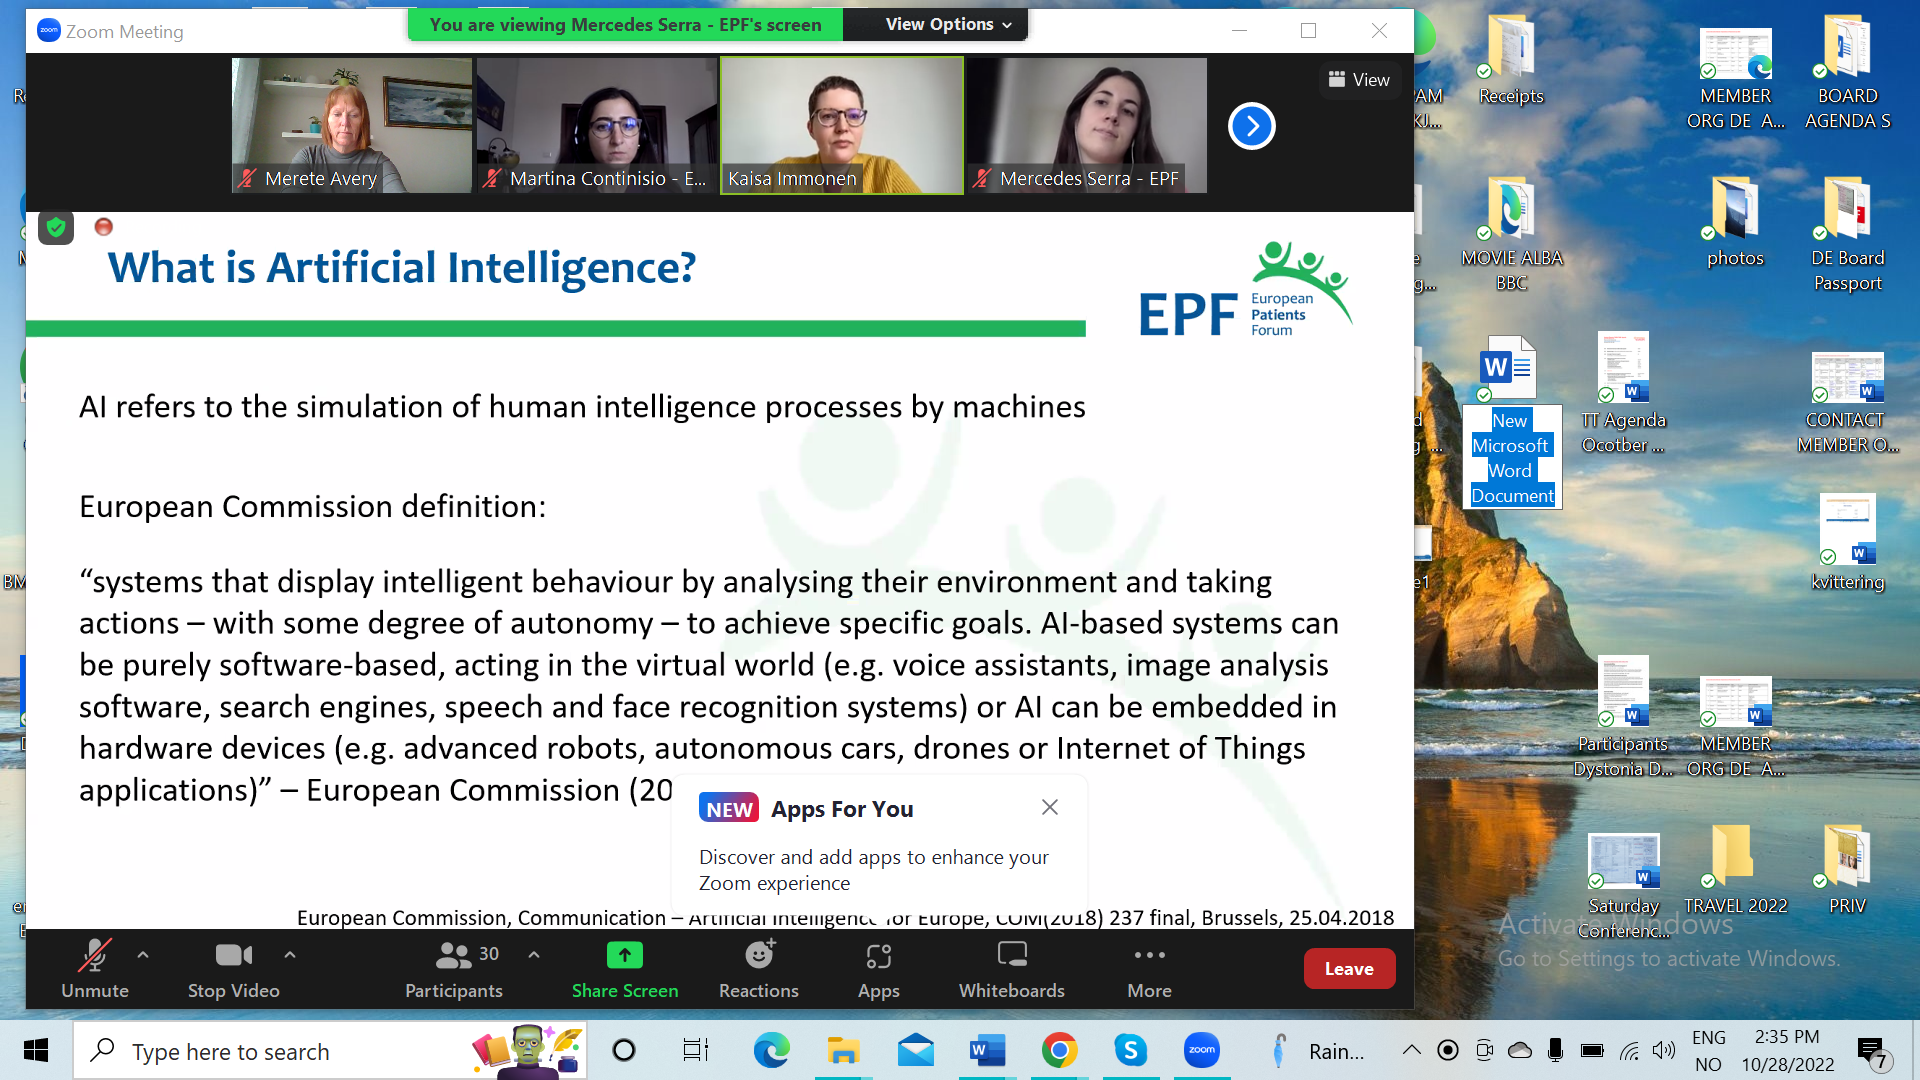 Zoom Meeting
You are viewing Mercedes Serra - EPF's screen
View Options
View
Merete Avery
Martina Continisio - E...
Kaisa Immonen
Mercedes Serra - EPF
What is Artificial Intelligence?
EPF
European
Patients
Forum
AI refers to the simulation of human intelligence processes by machines
European Commission definition:
“systems that display intelligent behaviour by analysing their environment and taking
actions – with some degree of autonomy – to achieve specific goals. AI-based systems can
be purely software-based, acting in the virtual world (e.g. voice assistants, image analysis
software, search engines, speech and face recognition systems) or AI can be embedded in
hardware devices (e.g. advanced robots, autonomous cars, drones or Internet of Things
applications)” – European Commission (20
NEW Apps For You
Discover and add apps to enhance your
Zoom experience
European Commission, Communication – Artificial Intelligence for Europe, COM(2018) 237 final, Brussels, 25.04.2018
Unmute
Stop Video
30
Participants
Share Screen
Reactions
Apps
Whiteboards
More
Leave
Receipts
MEMBER
ORG DE A...
BOARD
AGENDA S
MOVIE ALBA
BBC
photos
DE Board
Passport
New
Microsoft
Word
Document
TT Agenda
Ocotber ...
CONTACT
MEMBER O...
kvittering
Participants
Dystonia D...
MEMBER
ORG DE A...
Saturday
Conferenc...
TRAVEL 2022
PRIV
Activate Windows
Go to Settings to activate Windows.
Type here to search
zoom
Rain...
ENG
NO
2:35 PM
10/28/2022
7